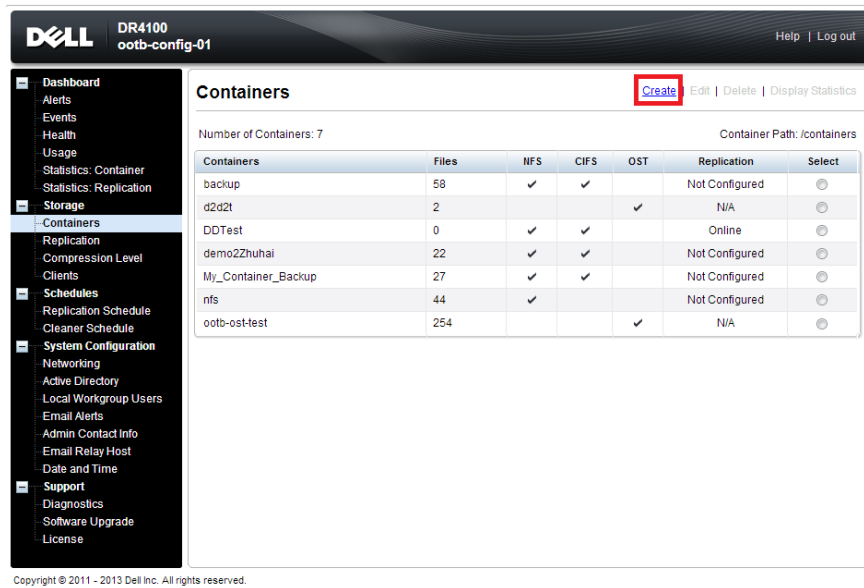 DELL
DR4100
ootb-config-01
Help | Log out
Dashboard
Alerts
Events
Health
Usage
Statistics: Container
Statistics: Replication
Storage
Containers
Replication
Compression Level
Clients
Schedules
Replication Schedule
Cleaner Schedule
System Configuration
Networking
Active Directory
Local Workgroup Users
Email Alerts
Admin Contact Info
Email Relay Host
Date and Time
Support
Diagnostics
Software Upgrade
License
Containers
Create | Edit | Delete | Display Statistics
Number of Containers: 7 Container Path: /containers
Containers Files NFS CIFS OST Replication Select
backup 58 ✔ ✔ Not Configured
d2d2t 2 ✔ N/A
DDTest 0 ✔ ✔ Online
demo2Zhuhai 22 ✔ ✔ Not Configured
My_Container_Backup 27 ✔ ✔ Not Configured
nfs 44 ✔ Not Configured
ootb-ost-test 254 ✔ N/A
Copyright © 2011 - 2013 Dell Inc. All rights reserved.